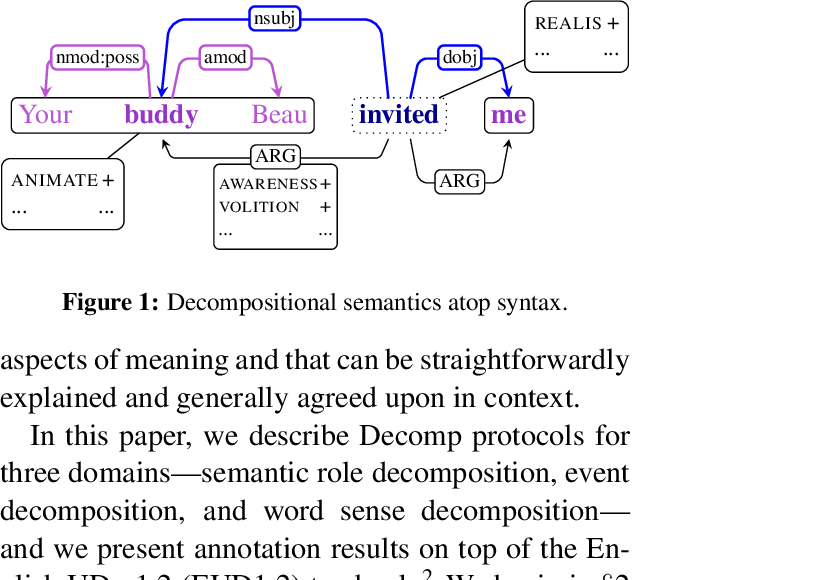 nsubj
REALIS +
... ...
nmod:poss amod dobj
Your buddy Beau invited me
ARG
ANIMATE + AWARENESS + ARG
... ... VOLITION +
... ...
Figure 1: Decompositional semantics atop syntax.
aspects of meaning and that can be straightforwardly
explained and generally agreed upon in context.
In this paper, we describe Decomp protocols for
three domains—semantic role decomposition, event
decomposition, and word sense decomposition—
and we present annotation results on top of the En-